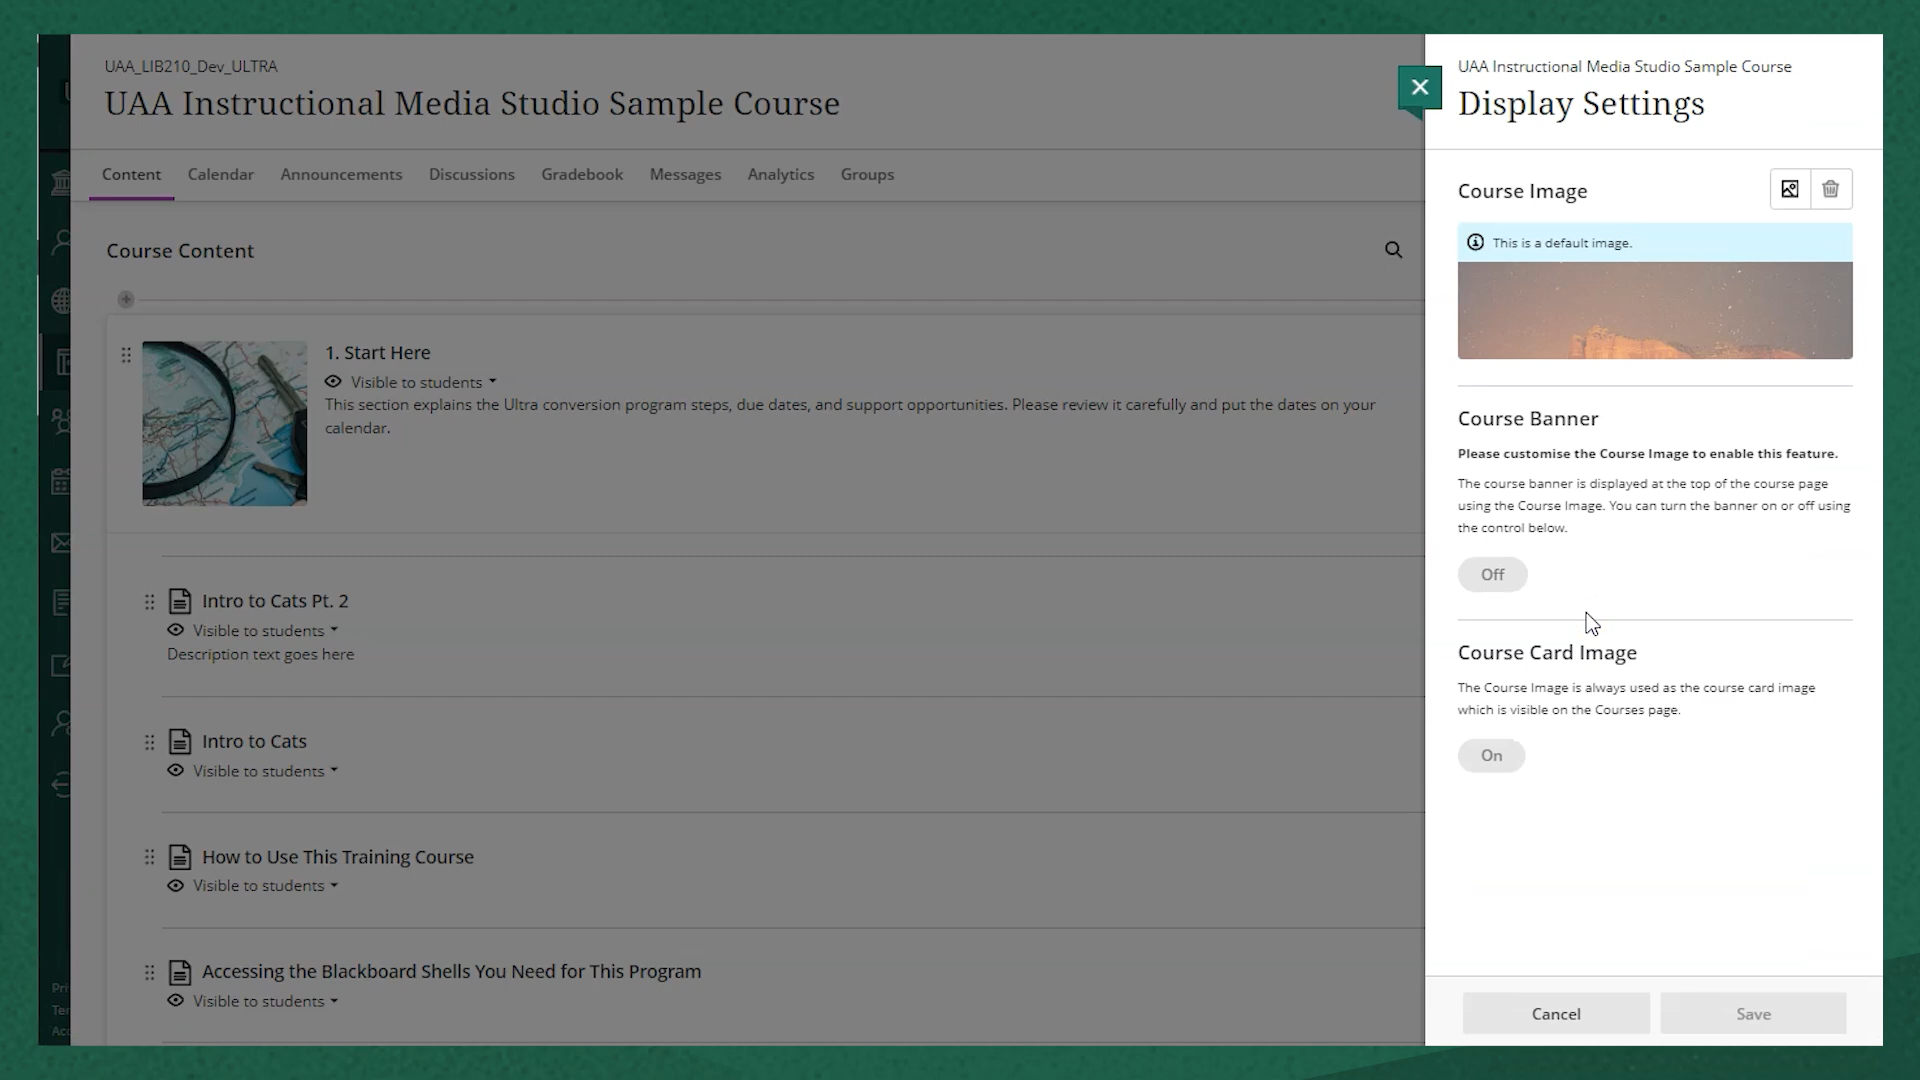 UAA_LIB210_Dev_ULTRA
UAA Instructional Media Studio Sample Course
Content Calendar Announcements Discussions Gradebook Messages Analytics Groups
Course Content
1. Start Here
Visible to students
This section explains the Ultra conversion program steps, due dates, and support opportunities. Please review it carefully and put the dates on your
calendar.
Intro to Cats Pt. 2
Visible to students
Description text goes here
Intro to Cats
Visible to students
How to Use This Training Course
Visible to students
Accessing the Blackboard Shells You Need for This Program
Visible to students
UAA Instructional Media Studio Sample Course
Display Settings
Course Image
This is a default image.
Course Banner
Please customise the Course Image to enable this feature.
The course banner is displayed at the top of the course page
using the Course Image. You can turn the banner on or off using
the control below.
Off
Course Card Image
The Course Image is always used as the course card image
which is visible on the Courses page.
On
Cancel Save